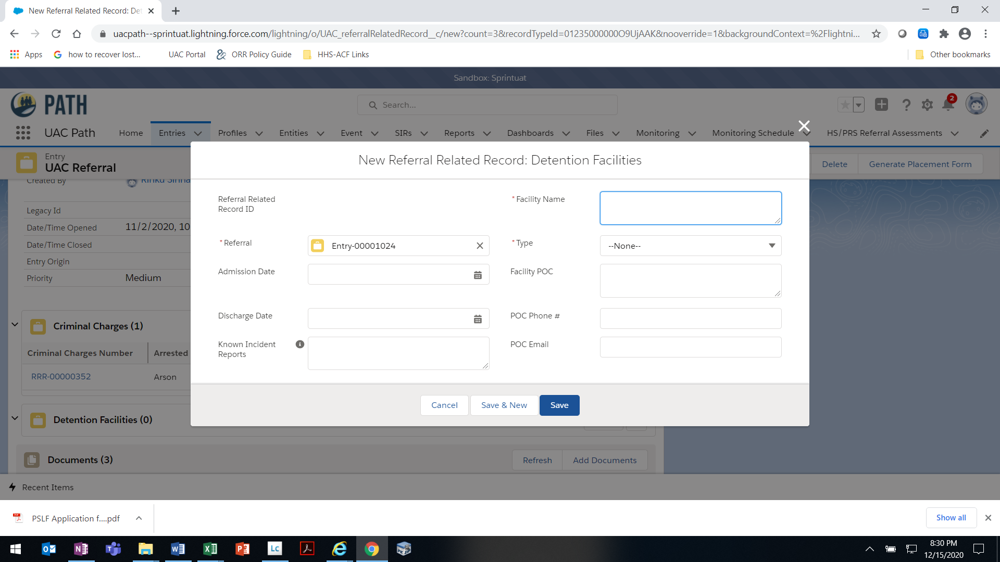 New Referral Related Record: Det
uacpath--sprintuat.lightning.force.com/lightning/o/UAC_referralRelatedRecord__c/new?count=3&recordTypeId=01235000000O9UjAAK&nooverride=1&backgroundContext=%2Flightni...
Apps how to recover lost... UAC Portal ORR Policy Guide HHS-ACF Links Other bookmarks
Sandbox: Sprintuat
PATH Search... 2
UAC Path Home Entries Profiles Entities Event SIRs Reports Dashboards Files Monitoring Monitoring Schedule HS/PRS Referral Assessments
Entry
UAC Referral
Delete Generate Placement Form
Created By
Legacy Id
Date/Time Opened 11/2/2020, 10
Date/Time Closed
Entry Origin
Priority Medium
Criminal Charges (1)
Criminal Charges Number Arrested
RRR-00000352 Arson
Detention Facilities (0)
Documents (3) Refresh Add Documents
New Referral Related Record: Detention Facilities
Referral Related
Record ID
* Facility Name
* Referral Entry-00001024
* Type --None--
Admission Date
Facility POC
Discharge Date
POC Phone #
Known Incident
Reports
POC Email
Cancel Save & New Save
Recent Items
PSLF Application f....pdf Show all
8:30 PM
12/15/2020